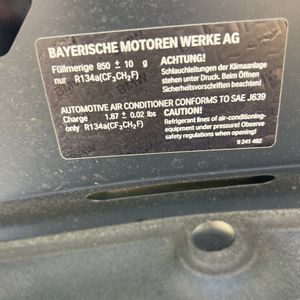 BAYERISCHE MOTOREN WERKE AG
Füllmenge 850 ± 10 g
nur R134a(CF3CH2F)
ACHTUNG!
Schlauchleitungen der Klimaanlage
stehen unter Druck. Beim Öffnen
Sicherheitsvorschriften beachten!
AUTOMOTIVE AIR CONDITIONER CONFORMS TO SAE J639
Charge 1.87 ± 0.02 lbs
only R134a(CF3CH2F)
CAUTION!
Refrigerant lines of air-conditioning-
equipment under pressure! Observe
safety regulations when opening!
9 241 492